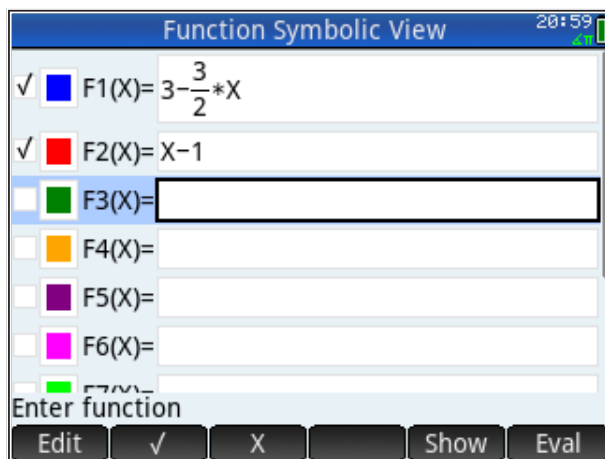 Function Symbolic View 20:59
∡π
√ F1(X)= 3-3/2*X
√ F2(X)= X-1
F3(X)=
F4(X)=
F5(X)=
F6(X)=
Enter function
Edit √ X Show Eval